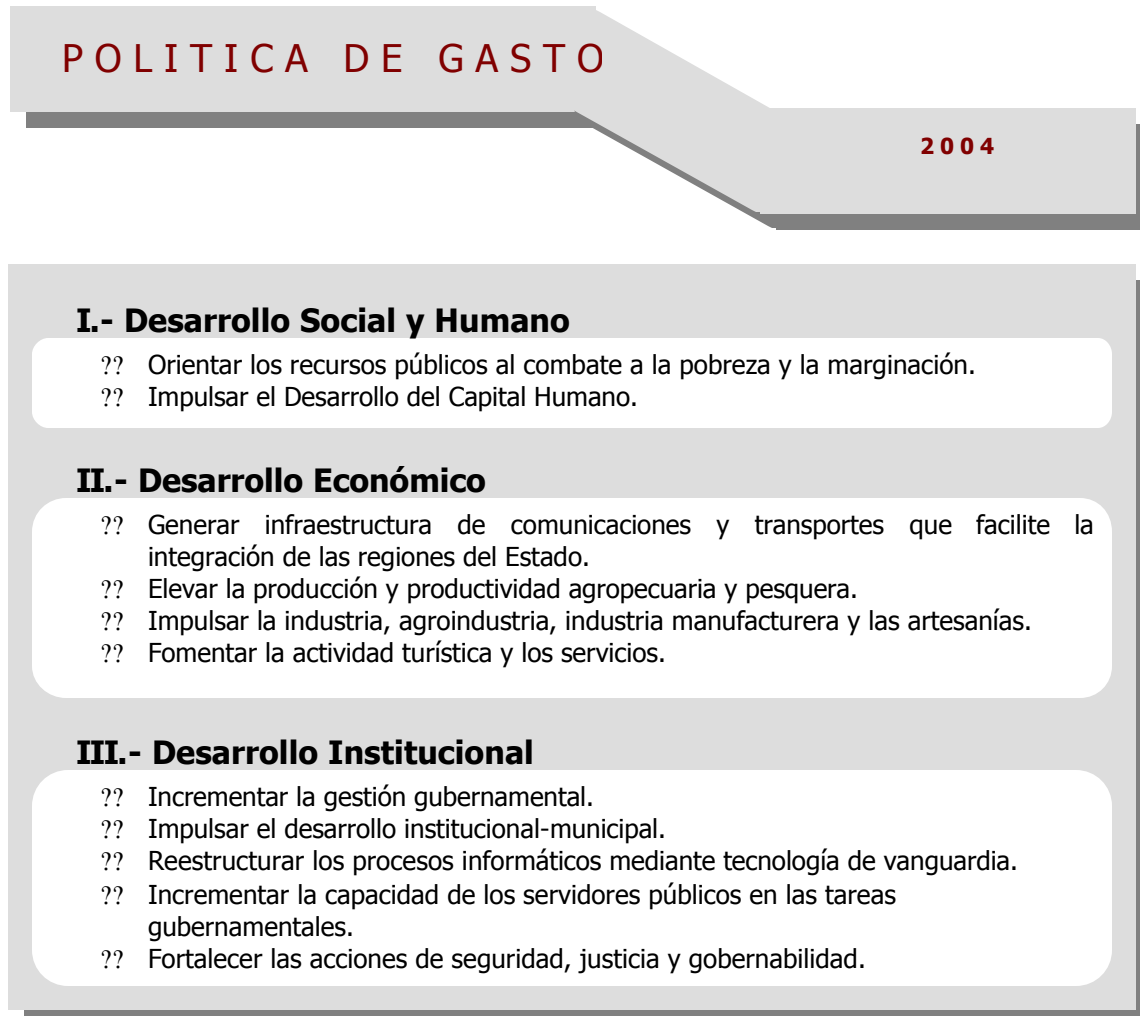 POLITICA DE GASTO
2004
I.- Desarrollo Social y Humano
?? Orientar los recursos públicos al combate a la pobreza y la marginación.
?? Impulsar el Desarrollo del Capital Humano.
II.- Desarrollo Económico
?? Generar infraestructura de comunicaciones y transportes que facilite la
integración de las regiones del Estado.
?? Elevar la producción y productividad agropecuaria y pesquera.
?? Impulsar la industria, agroindustria, industria manufacturera y las artesanías.
?? Fomentar la actividad turística y los servicios.
III.- Desarrollo Institucional
?? Incrementar la gestión gubernamental.
?? Impulsar el desarrollo institucional-municipal.
?? Reestructurar los procesos informáticos mediante tecnología de vanguardia.
?? Incrementar la capacidad de los servidores públicos en las tareas
gubernamentales.
?? Fortalecer las acciones de seguridad, justicia y gobernabilidad.